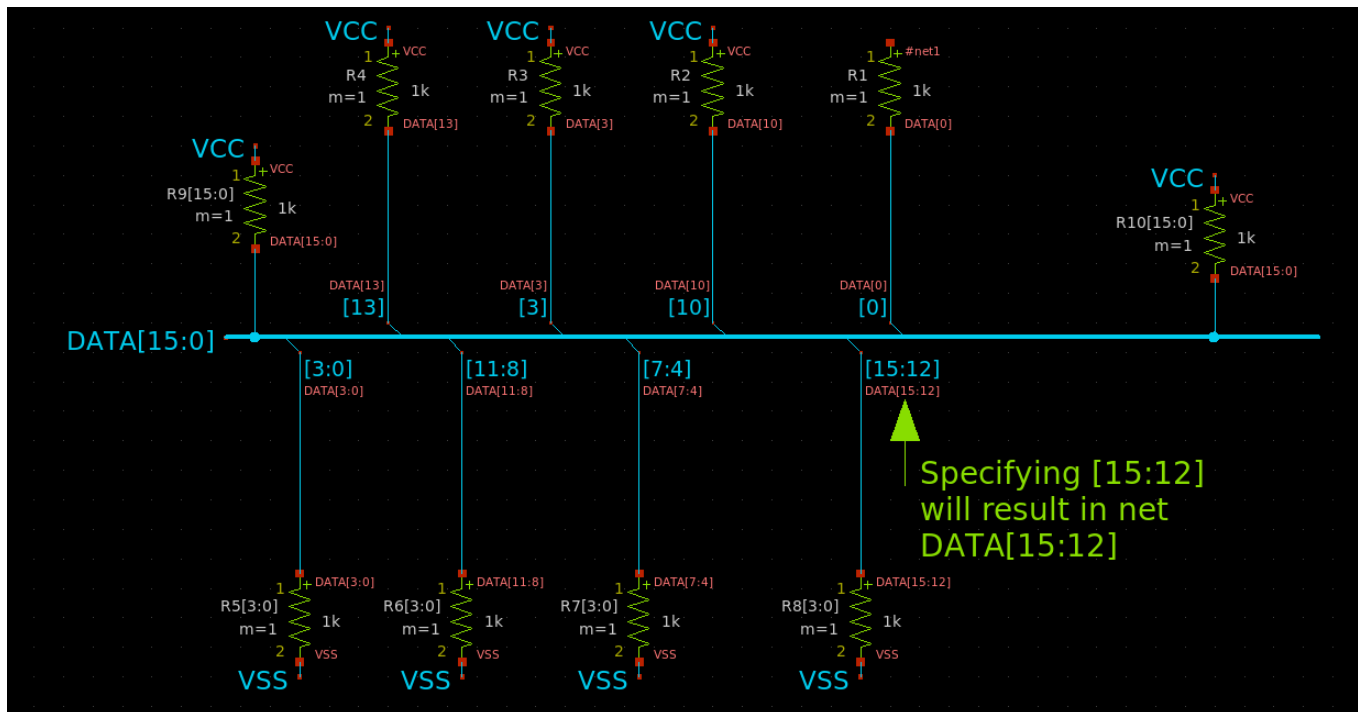 VCC
VCC
VCC
1
VCC
R4
m=1
1k
2
DATA[13]
1
VCC
R3
m=1
1k
2
DATA[3]
1
VCC
R2
m=1
1k
2
DATA[10]
1
#net1
R1
m=1
1k
2
DATA[0]
VCC
1
VCC
R9[15:0]
m=1
1k
2
DATA[15:0]
VCC
1
VCC
R10[15:0]
m=1
1k
2
DATA[15:0]
DATA[13]
[13]
DATA[3]
[3]
DATA[10]
[10]
DATA[0]
[0]
DATA[15:0]
[3:0]
DATA[3:0]
[11:8]
DATA[11:8]
[7:4]
DATA[7:4]
[15:12]
DATA[15:12]
Specifying [15:12]
will result in net
DATA[15:12]
1
DATA[3:0]
R5[3:0]
m=1
1k
2
VSS
VSS
1
DATA[11:8]
R6[3:0]
m=1
1k
2
VSS
VSS
1
DATA[7:4]
R7[3:0]
m=1
1k
2
VSS
VSS
1
DATA[15:12]
R8[3:0]
m=1
1k
2
VSS
VSS